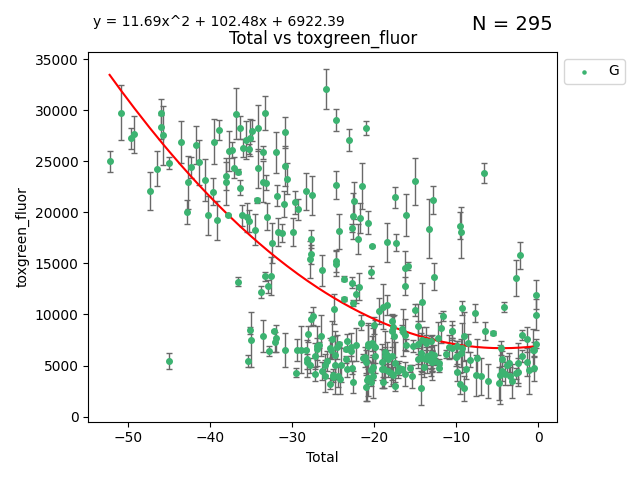 y = 11.69x^2 + 102.48x + 6922.39
N = 295
Total vs toxgreen_fluor
G
toxgreen_fluor
35000
30000
25000
20000
15000
10000
5000
0
−50
−40
−30
−20
−10
0
Total